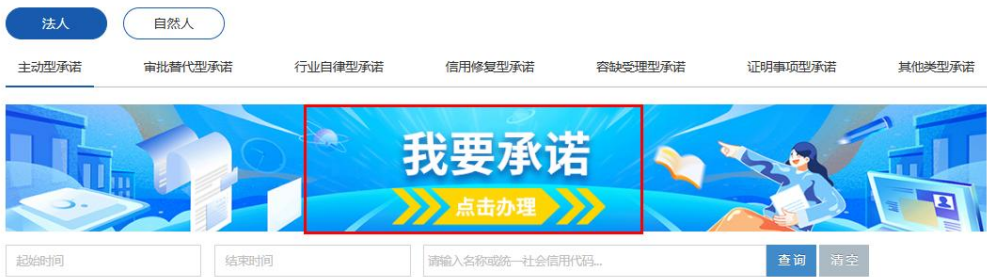 法人 自然人
主动型承诺 审批替代型承诺 行业自律型承诺 信用修复型承诺 容缺受理型承诺 证明事项型承诺 其他类型承诺
我要承诺
点击办理
起始时间 结束时间 请输入名称或统一社会信用代码... 查询 清空